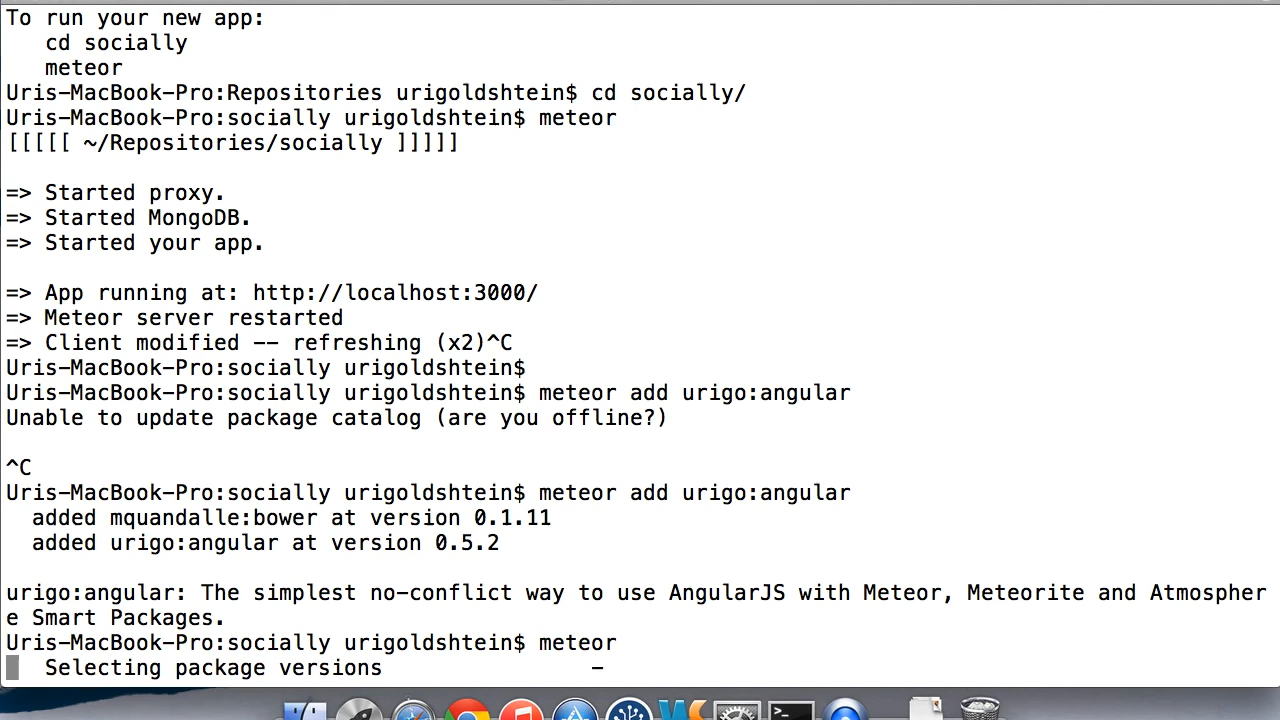 To run your new app:
cd socially
meteor
Uris-MacBook-Pro:Repositories urigoldshtein$ cd socially/
Uris-MacBook-Pro:socially urigoldshtein$ meteor
[[[[[ ~/Repositories/socially ]]]]]
=> Started proxy.
=> Started MongoDB.
=> Started your app.
=> App running at: http://localhost:3000/
=> Meteor server restarted
=> Client modified -- refreshing (x2)^C
Uris-MacBook-Pro:socially urigoldshtein$
Uris-MacBook-Pro:socially urigoldshtein$ meteor add urigo:angular
Unable to update package catalog (are you offline?)
^C
Uris-MacBook-Pro:socially urigoldshtein$ meteor add urigo:angular
added mquandalle:bower at version 0.1.11
added urigo:angular at version 0.5.2
urigo:angular: The simplest no-conflict way to use AngularJS with Meteor, Meteorite and Atmospher
e Smart Packages.
Uris-MacBook-Pro:socially urigoldshtein$ meteor
Selecting package versions -